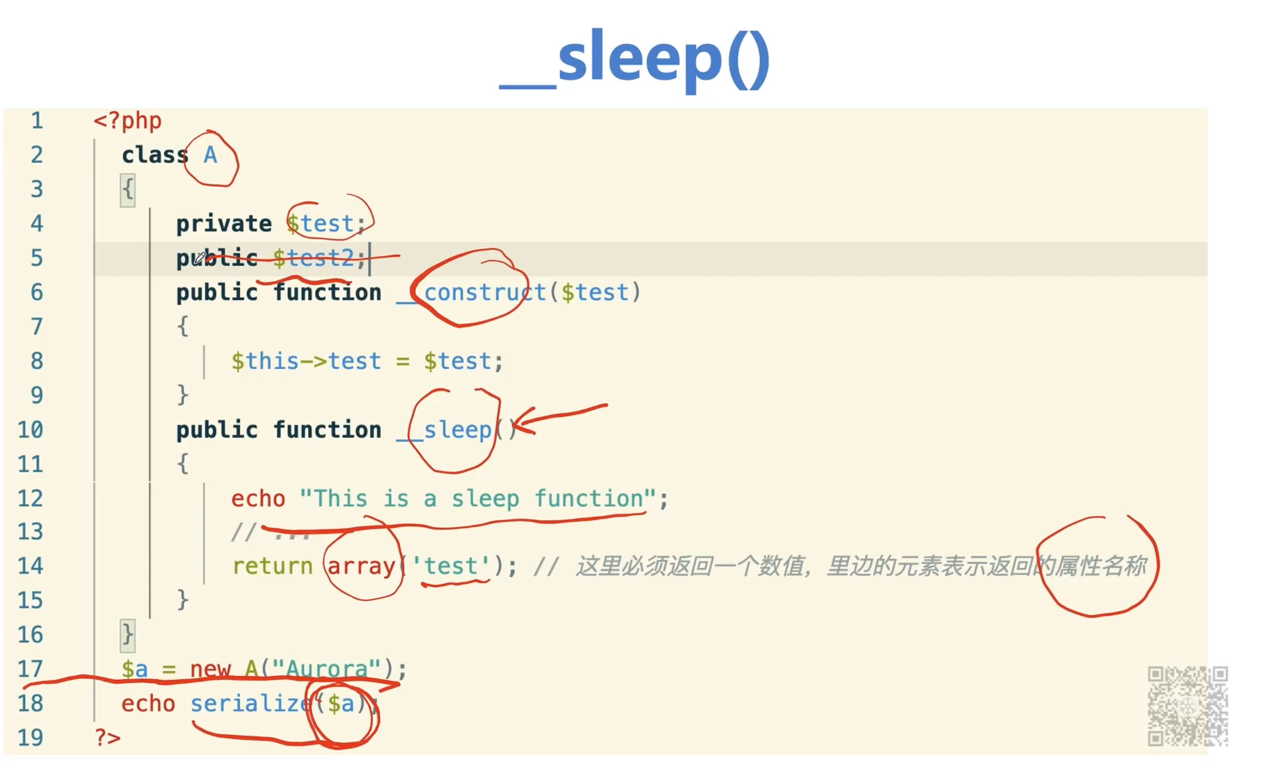 __sleep()
1 <?php
2 class A
3 {
4 private $test;
5 public $test2;
6 public function __construct($test)
7 {
8 $this->test = $test;
9 }
10 public function __sleep()
11 {
12 echo "This is a sleep function";
13 // ...
14 return array('test'); // 这里必须返回一个数值，里边的元素表示返回的属性名称
15 }
16 }
17 $a = new A("Aurora");
18 echo serialize($a);
19 ?>